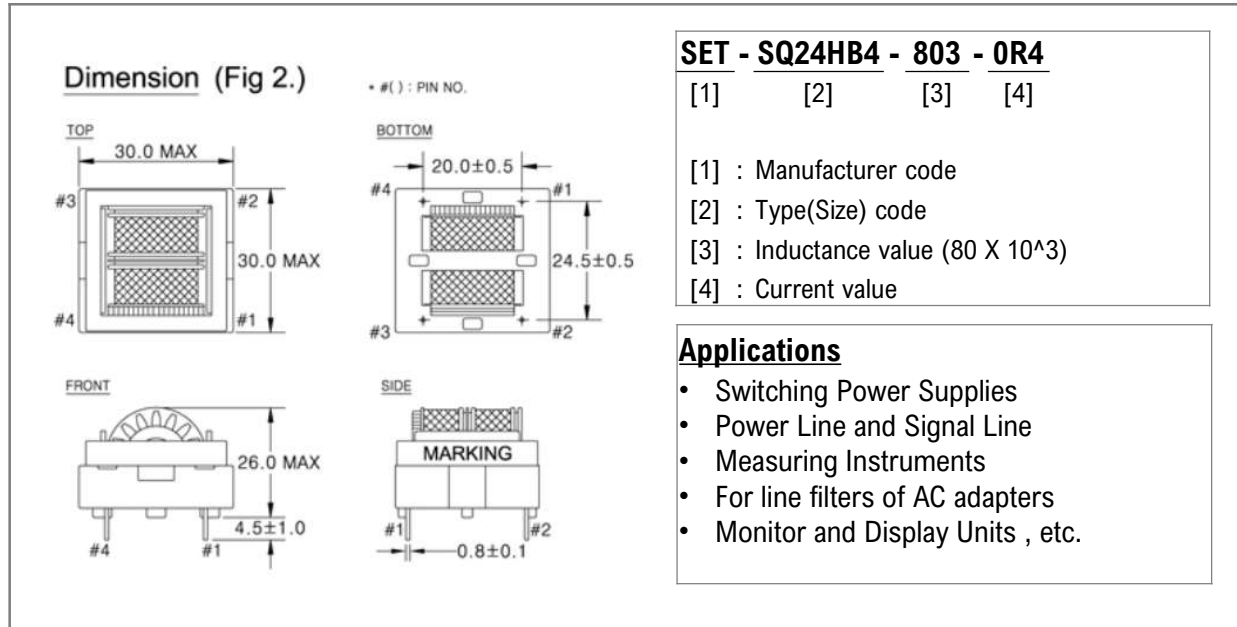 Dimension (Fig 2.)
* #( ) : PIN NO.
TOP
30.0 MAX
#3
#2
30.0 MAX
#4
#1
BOTTOM
20.0±0.5
#4
#1
24.5±0.5
#3
#2
FRONT
26.0 MAX
4.5±1.0
#4
#1
SIDE
MARKING
#1
#2
0.8±0.1
SET - SQ24HB4 - 803 - 0R4
[1] [2] [3] [4]
[1] : Manufacturer code
[2] : Type(Size) code
[3] : Inductance value (80 X 10^3)
[4] : Current value
Applications
• Switching Power Supplies
• Power Line and Signal Line
• Measuring Instruments
• For line filters of AC adapters
• Monitor and Display Units , etc.